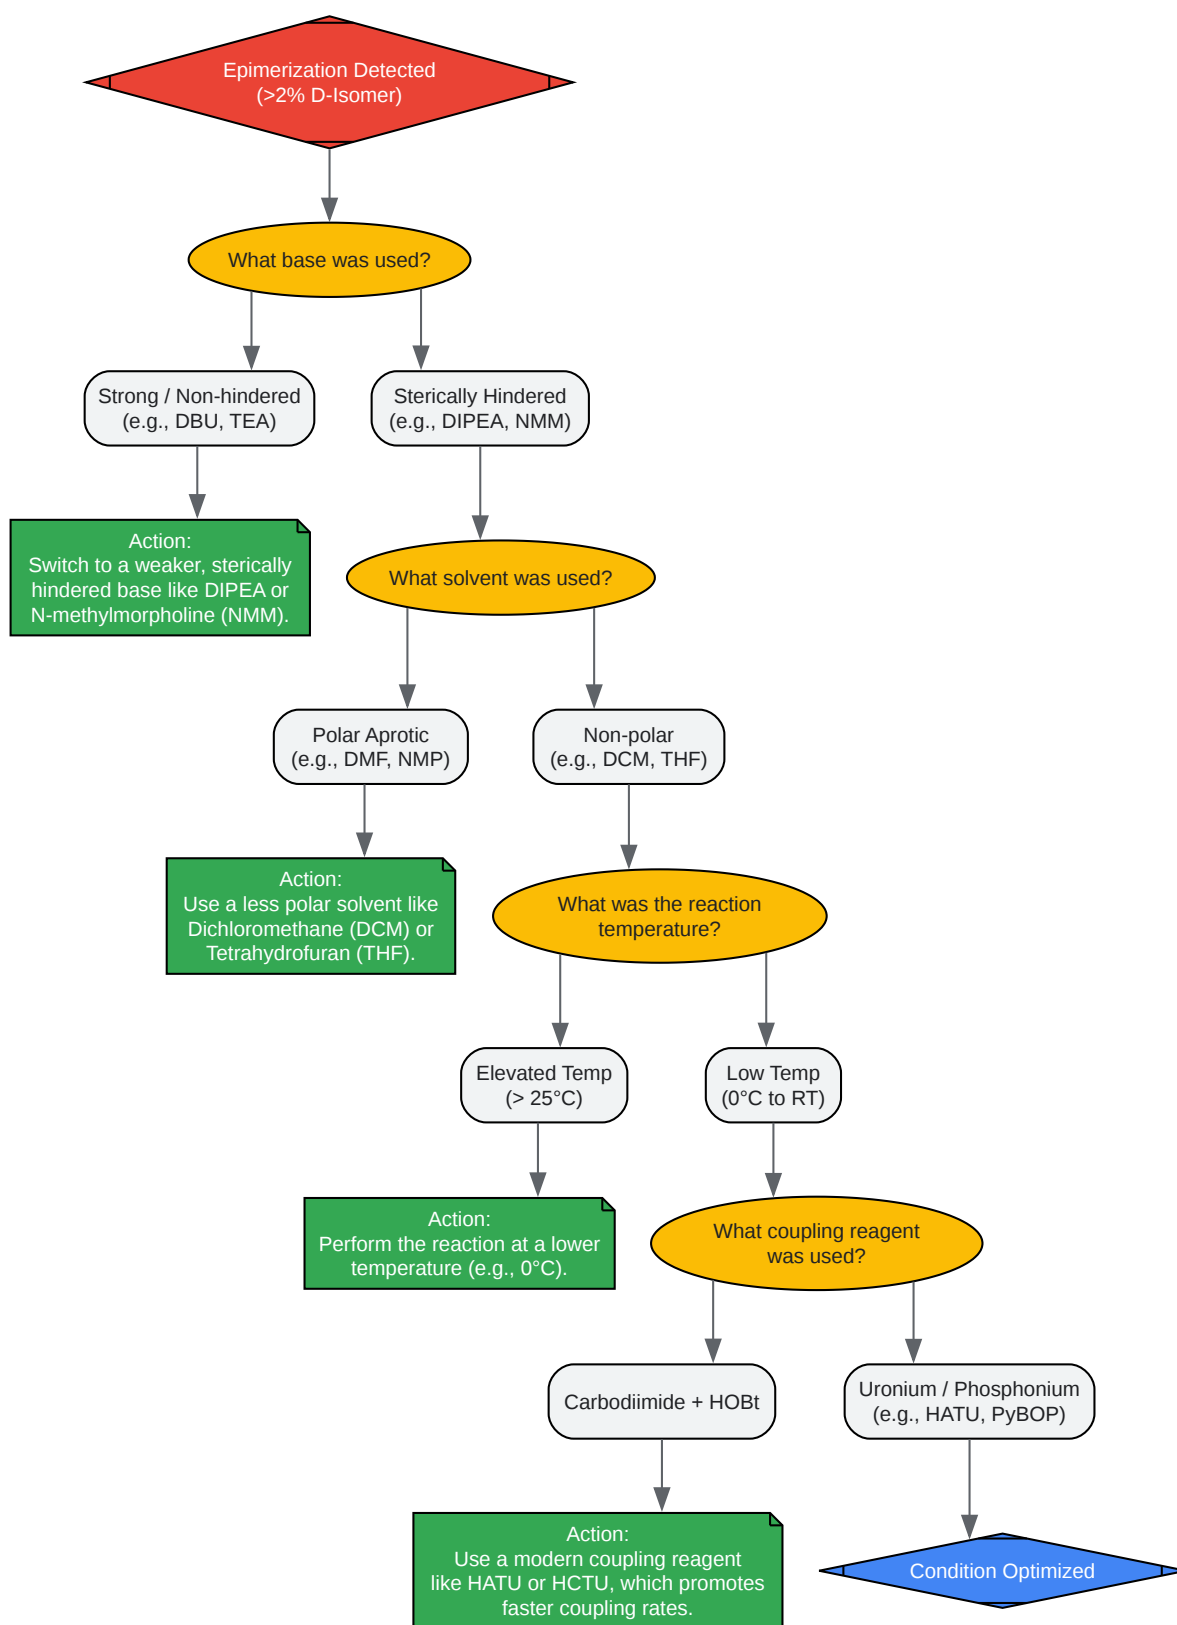 Epimerization Detected
(>2% D-Isomer)
What base was used?
Strong / Non-hindered
(e.g., DBU, TEA)
Sterically Hindered
(e.g., DIPEA, NMM)
Action:
Switch to a weaker, sterically
hindered base like DIPEA or
N-methylmorpholine (NMM).
What solvent was used?
Polar Aprotic
(e.g., DMF, NMP)
Non-polar
(e.g., DCM, THF)
Action:
Use a less polar solvent like
Dichloromethane (DCM) or
Tetrahydrofuran (THF).
What was the reaction
temperature?
Elevated Temp
(> 25°C)
Low Temp
(0°C to RT)
Action:
Perform the reaction at a lower
temperature (e.g., 0°C).
What coupling reagent
was used?
Carbodiimide + HOBt
Uronium / Phosphonium
(e.g., HATU, PyBOP)
Action:
Use a modern coupling reagent
like HATU or HCTU, which promotes
faster coupling rates.
Condition Optimized